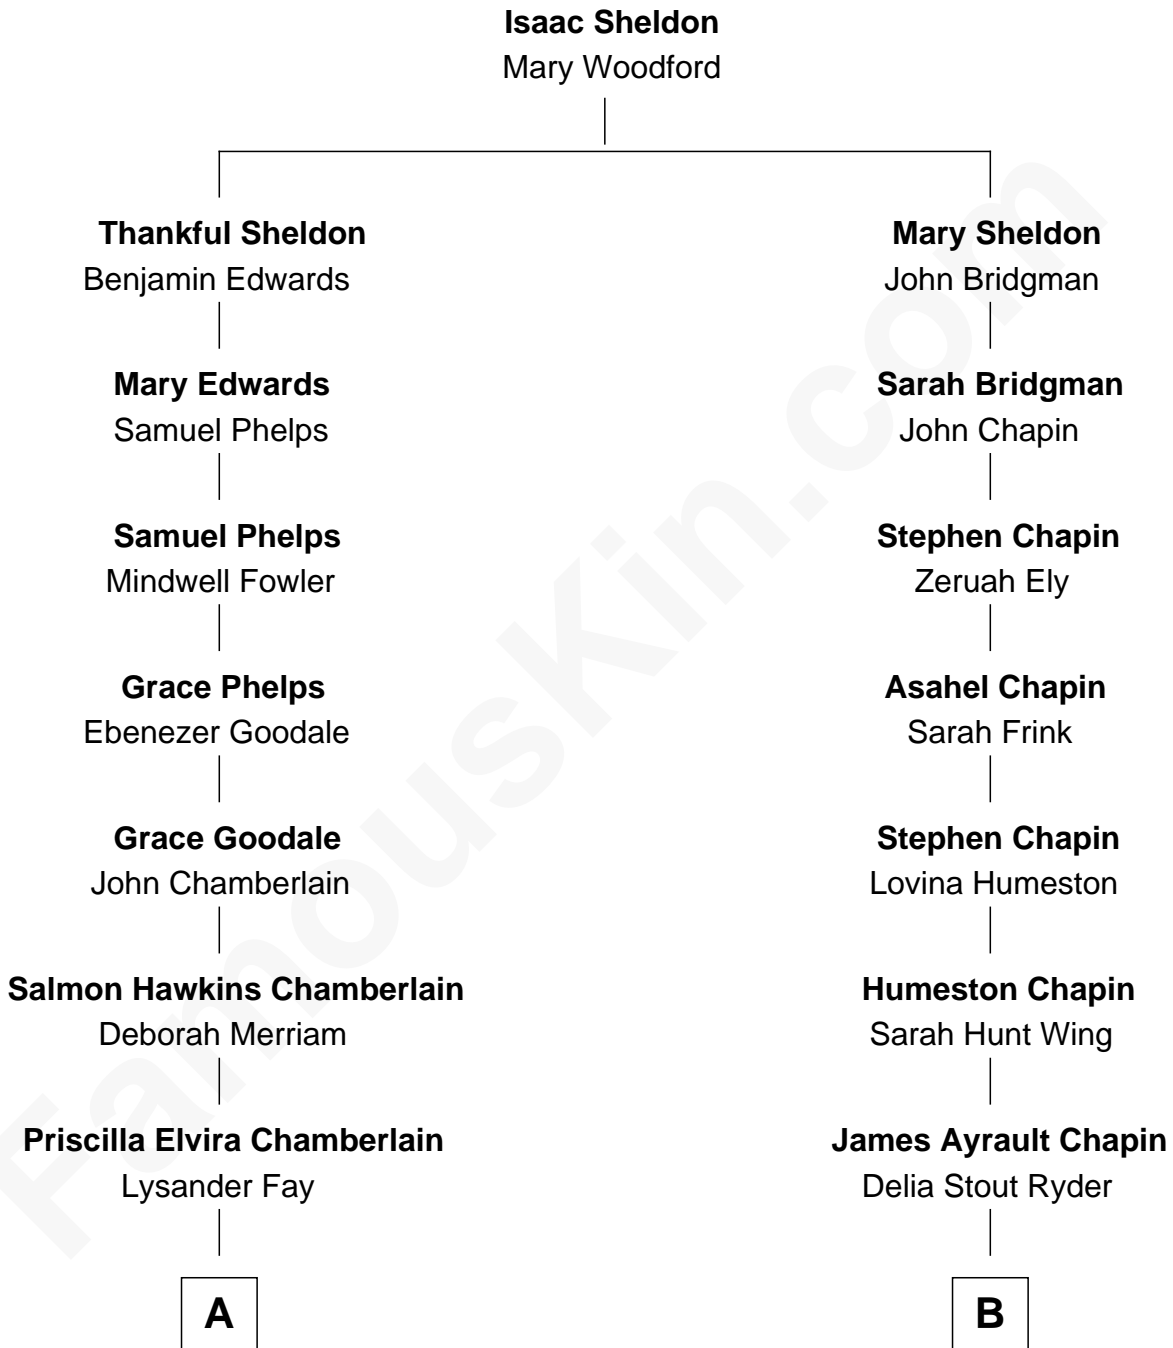 Isaac Sheldon
Mary Woodford
Thankful Sheldon
Benjamin Edwards
Mary Sheldon
John Bridgman
Mary Edwards
Samuel Phelps
Sarah Bridgman
John Chapin
Samuel Phelps
Mindwell Fowler
Stephen Chapin
Zeruah Ely
Grace Phelps
Ebenezer Goodale
Asahel Chapin
Sarah Frink
Grace Goodale
John Chamberlain
Stephen Chapin
Lovina Humeston
Salmon Hawkins Chamberlain
Deborah Merriam
Humeston Chapin
Sarah Hunt Wing
Priscilla Elvira Chamberlain
Lysander Fay
James Ayrault Chapin
Delia Stout Ryder
A
B
FamousKin.com